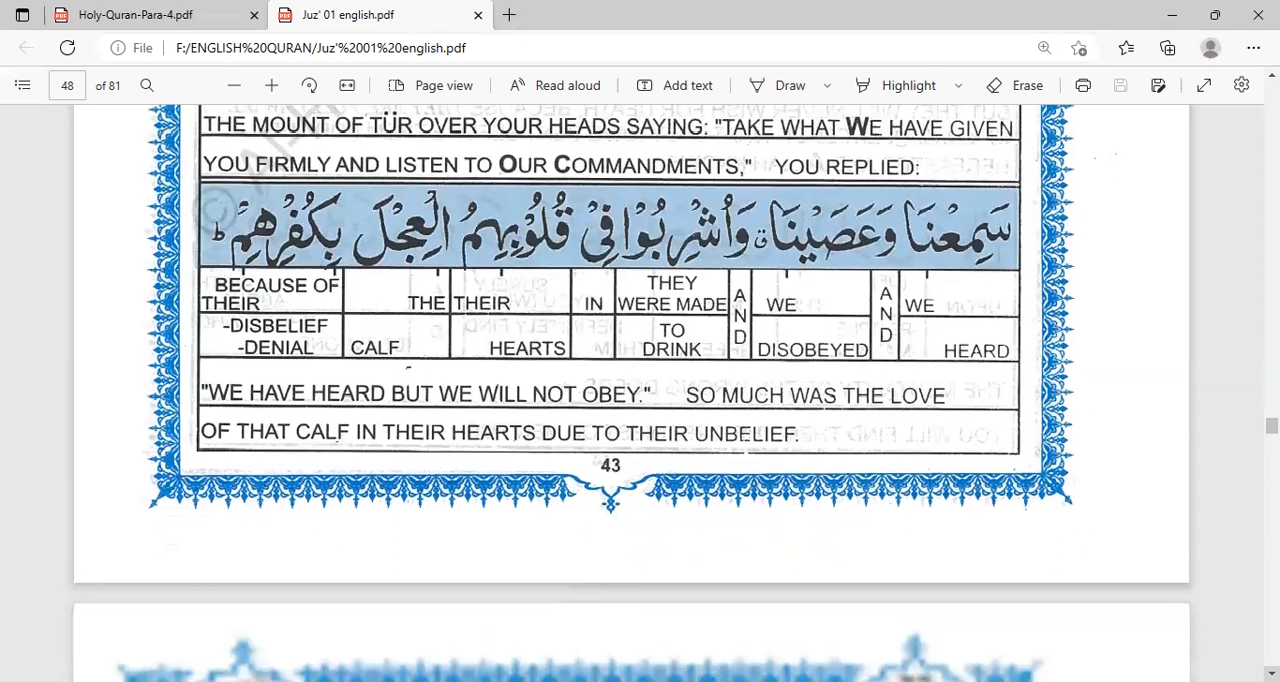 Holy-Quran-Para-4.pdf
Juz' 01 english.pdf
File F:/ENGLISH%20QURAN/Juz'%2001%20english.pdf
48 of 81 Page view Read aloud Add text Draw Highlight Erase
THE MOUNT OF TÜR OVER YOUR HEADS SAYING: "TAKE WHAT WE HAVE GIVEN
YOU FIRMLY AND LISTEN TO OUR COMMANDMENTS," YOU REPLIED:
سَمِعْنَا وَعَصَيْنَا ۗ وَاُشْرِبُوْا فِيْ قُلُوْبِهِمُ الْعِجْلَ بِكُفْرِهِمْ ؕ
BECAUSE OF THEIR
-DISBELIEF
-DENIAL
THE
CALF
THEIR
HEARTS
IN
THEY
WERE MADE
TO
DRINK
AND
WE
DISOBEYED
AND
WE
HEARD
"WE HAVE HEARD BUT WE WILL NOT OBEY." SO MUCH WAS THE LOVE
OF THAT CALF IN THEIR HEARTS DUE TO THEIR UNBELIEF.
43